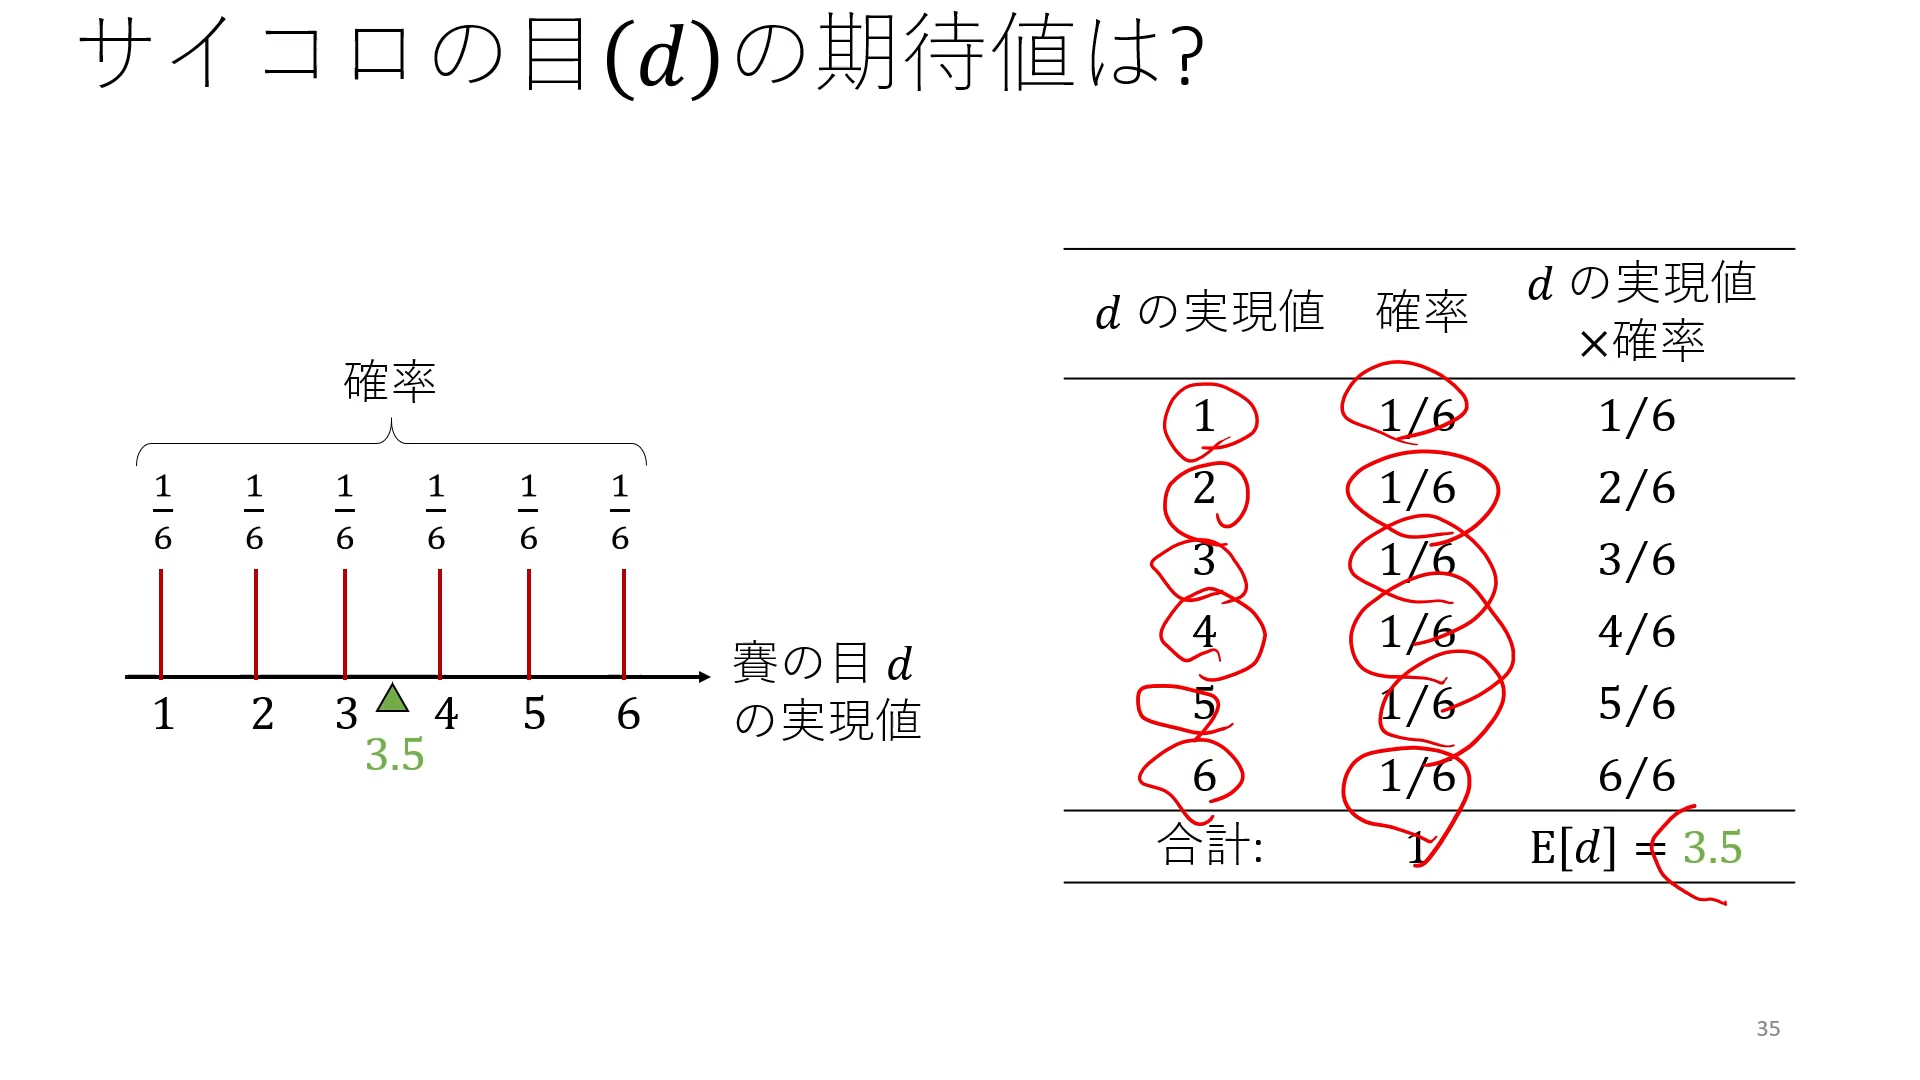 サイコロの目(d)の期待値は?
確率
1/6 1/6 1/6 1/6 1/6 1/6
1 2 3 4 5 6
3.5
賽の目 d
の実現値
d の実現値 確率 d の実現値
×確率
1 1/6 1/6
2 1/6 2/6
3 1/6 3/6
4 1/6 4/6
5 1/6 5/6
6 1/6 6/6
合計: 1 E[d] = 3.5
35